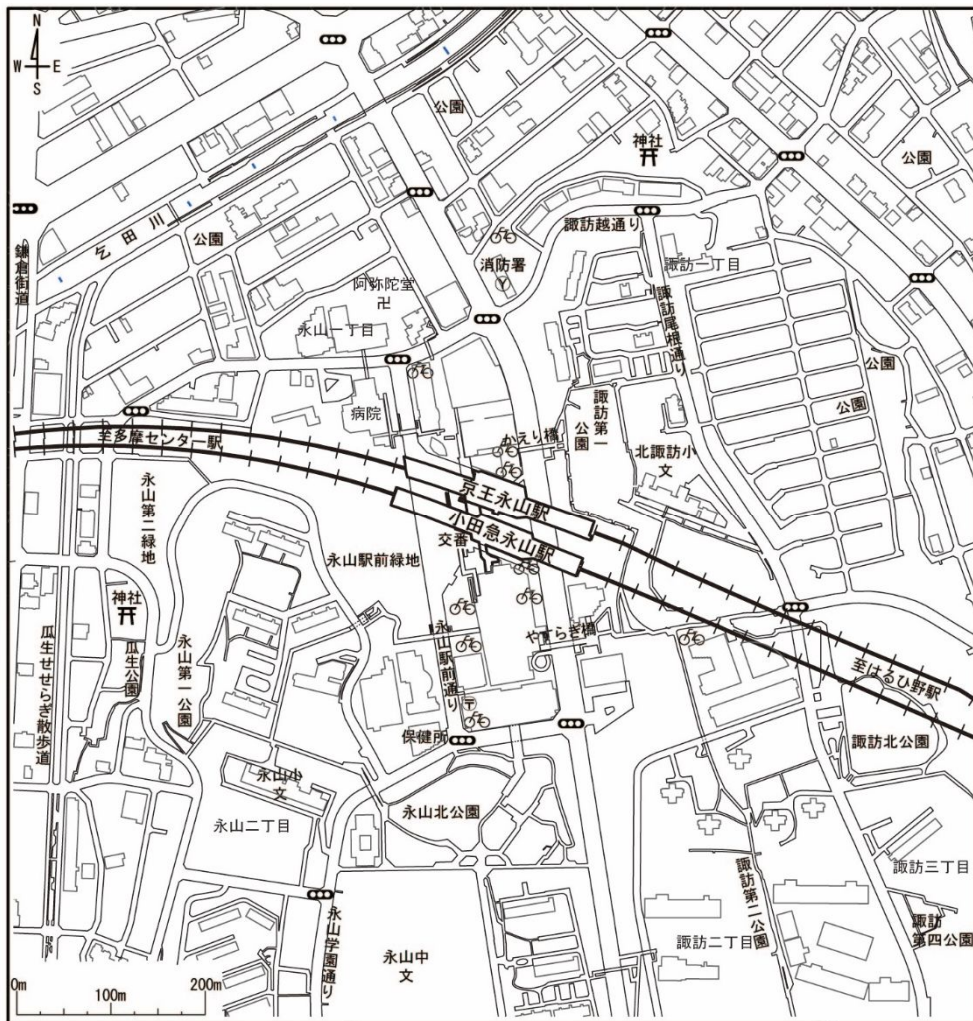 N
W E
S
公園
神社
公園
諏訪越通り
乞田川
公園
消防署
諏訪一丁目
鎌倉街道
阿弥陀堂
卍
永山一丁目
諏訪尾根通り
公園
病院
諏訪第一
公園
公園
至多摩センター駅
かえり橋
北諏訪小
文
京王永山駅
小田急永山駅
交番
永山第二緑地
永山駅前緑地
神社
瓜生公園
永山第一公園
瓜生せせらぎ散歩道
永山駅前通り
やすらぎ橋
至はるひ野駅
〒
保健所
諏訪北公園
永山小
文
永山北公園
永山二丁目
諏訪三丁目
諏訪第二公園
諏訪
第四公園
諏訪二丁目
永山学園通り
永山中
文
0m
100m
200m